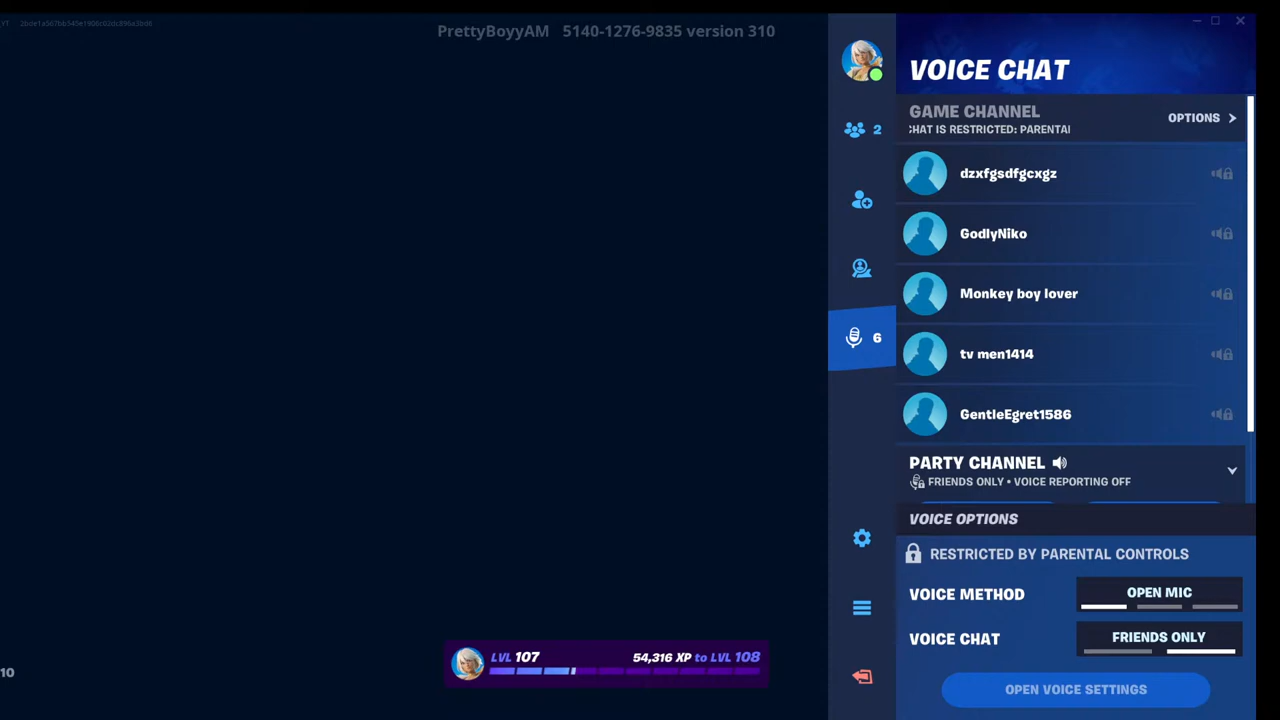 PrettyBoyyAM 5140-1276-9835 version 310
VOICE CHAT
GAME CHANNEL
CHAT IS RESTRICTED: PARENTAL
OPTIONS
2
dzxfgsdfgcxgz
GodlyNiko
Monkey boy lover
6
tv men1414
GentleEgret1586
PARTY CHANNEL
FRIENDS ONLY • VOICE REPORTING OFF
VOICE OPTIONS
RESTRICTED BY PARENTAL CONTROLS
VOICE METHOD
OPEN MIC
VOICE CHAT
FRIENDS ONLY
OPEN VOICE SETTINGS
LVL 107
54,316 XP to LVL 108
10